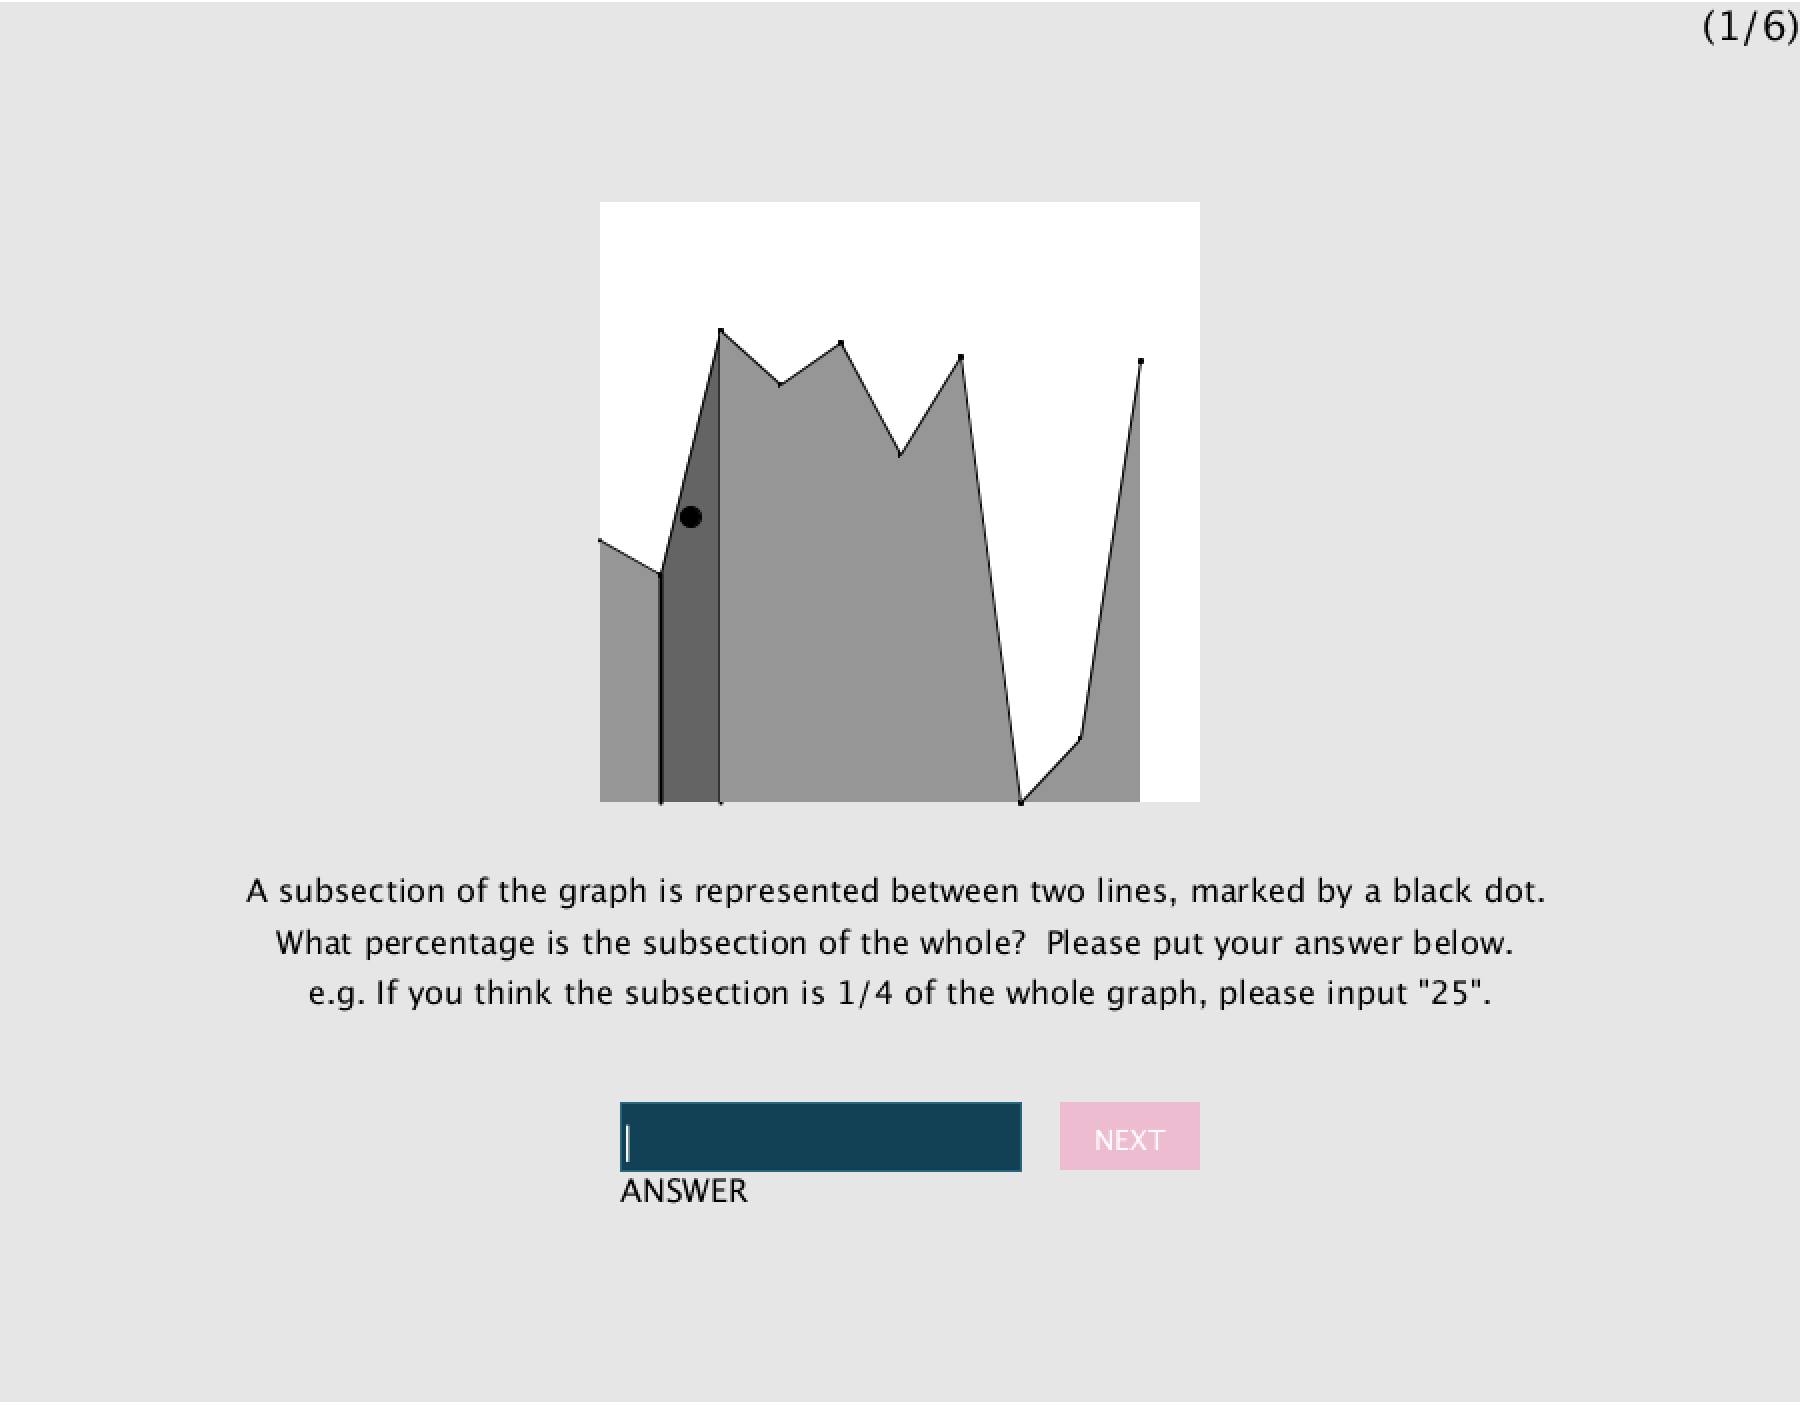 (1/6)
A subsection of the graph is represented between two lines, marked by a black dot.
What percentage is the subsection of the whole?  Please put your answer below.
e.g. If you think the subsection is 1/4 of the whole graph, please input "25".
NEXT
ANSWER